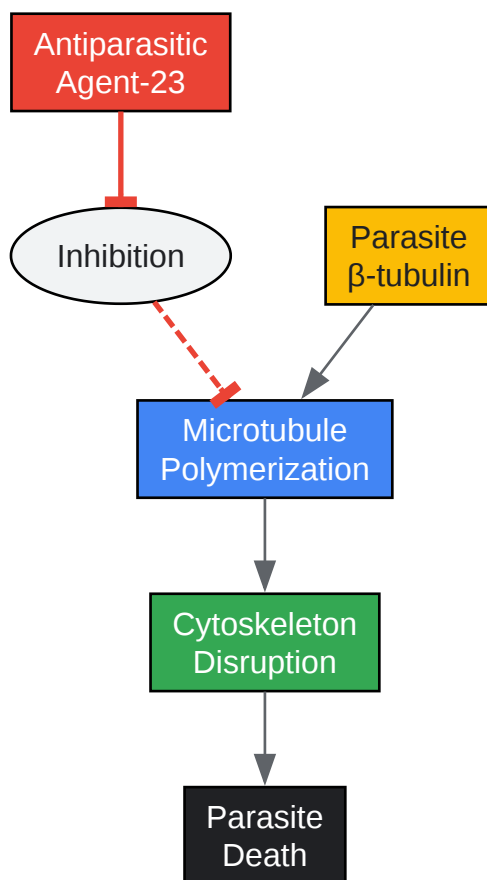 Antiparasitic
Agent-23
Inhibition
Parasite
β-tubulin
Microtubule
Polymerization
Cytoskeleton
Disruption
Parasite
Death